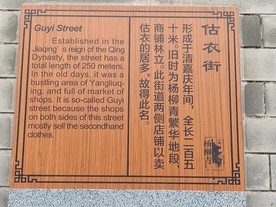 Guyi Street
Established in the
Jiaqing's reign of the Qing
Dynasty, the street has a
total length of 250 meters.
In the old days, it was a
bustling area of Yangliuq-
ing, and full of market of
shops. It is so-called Guyi
street because the shops
on both sides of this street
mostly sell the secondhand
clothes.
估衣街
形成于清嘉庆年间，全长二百五
十米。旧时为杨柳青繁华地段，
商铺林立。此街道两侧店铺以卖
估衣的居多，故得此名。
杨柳青